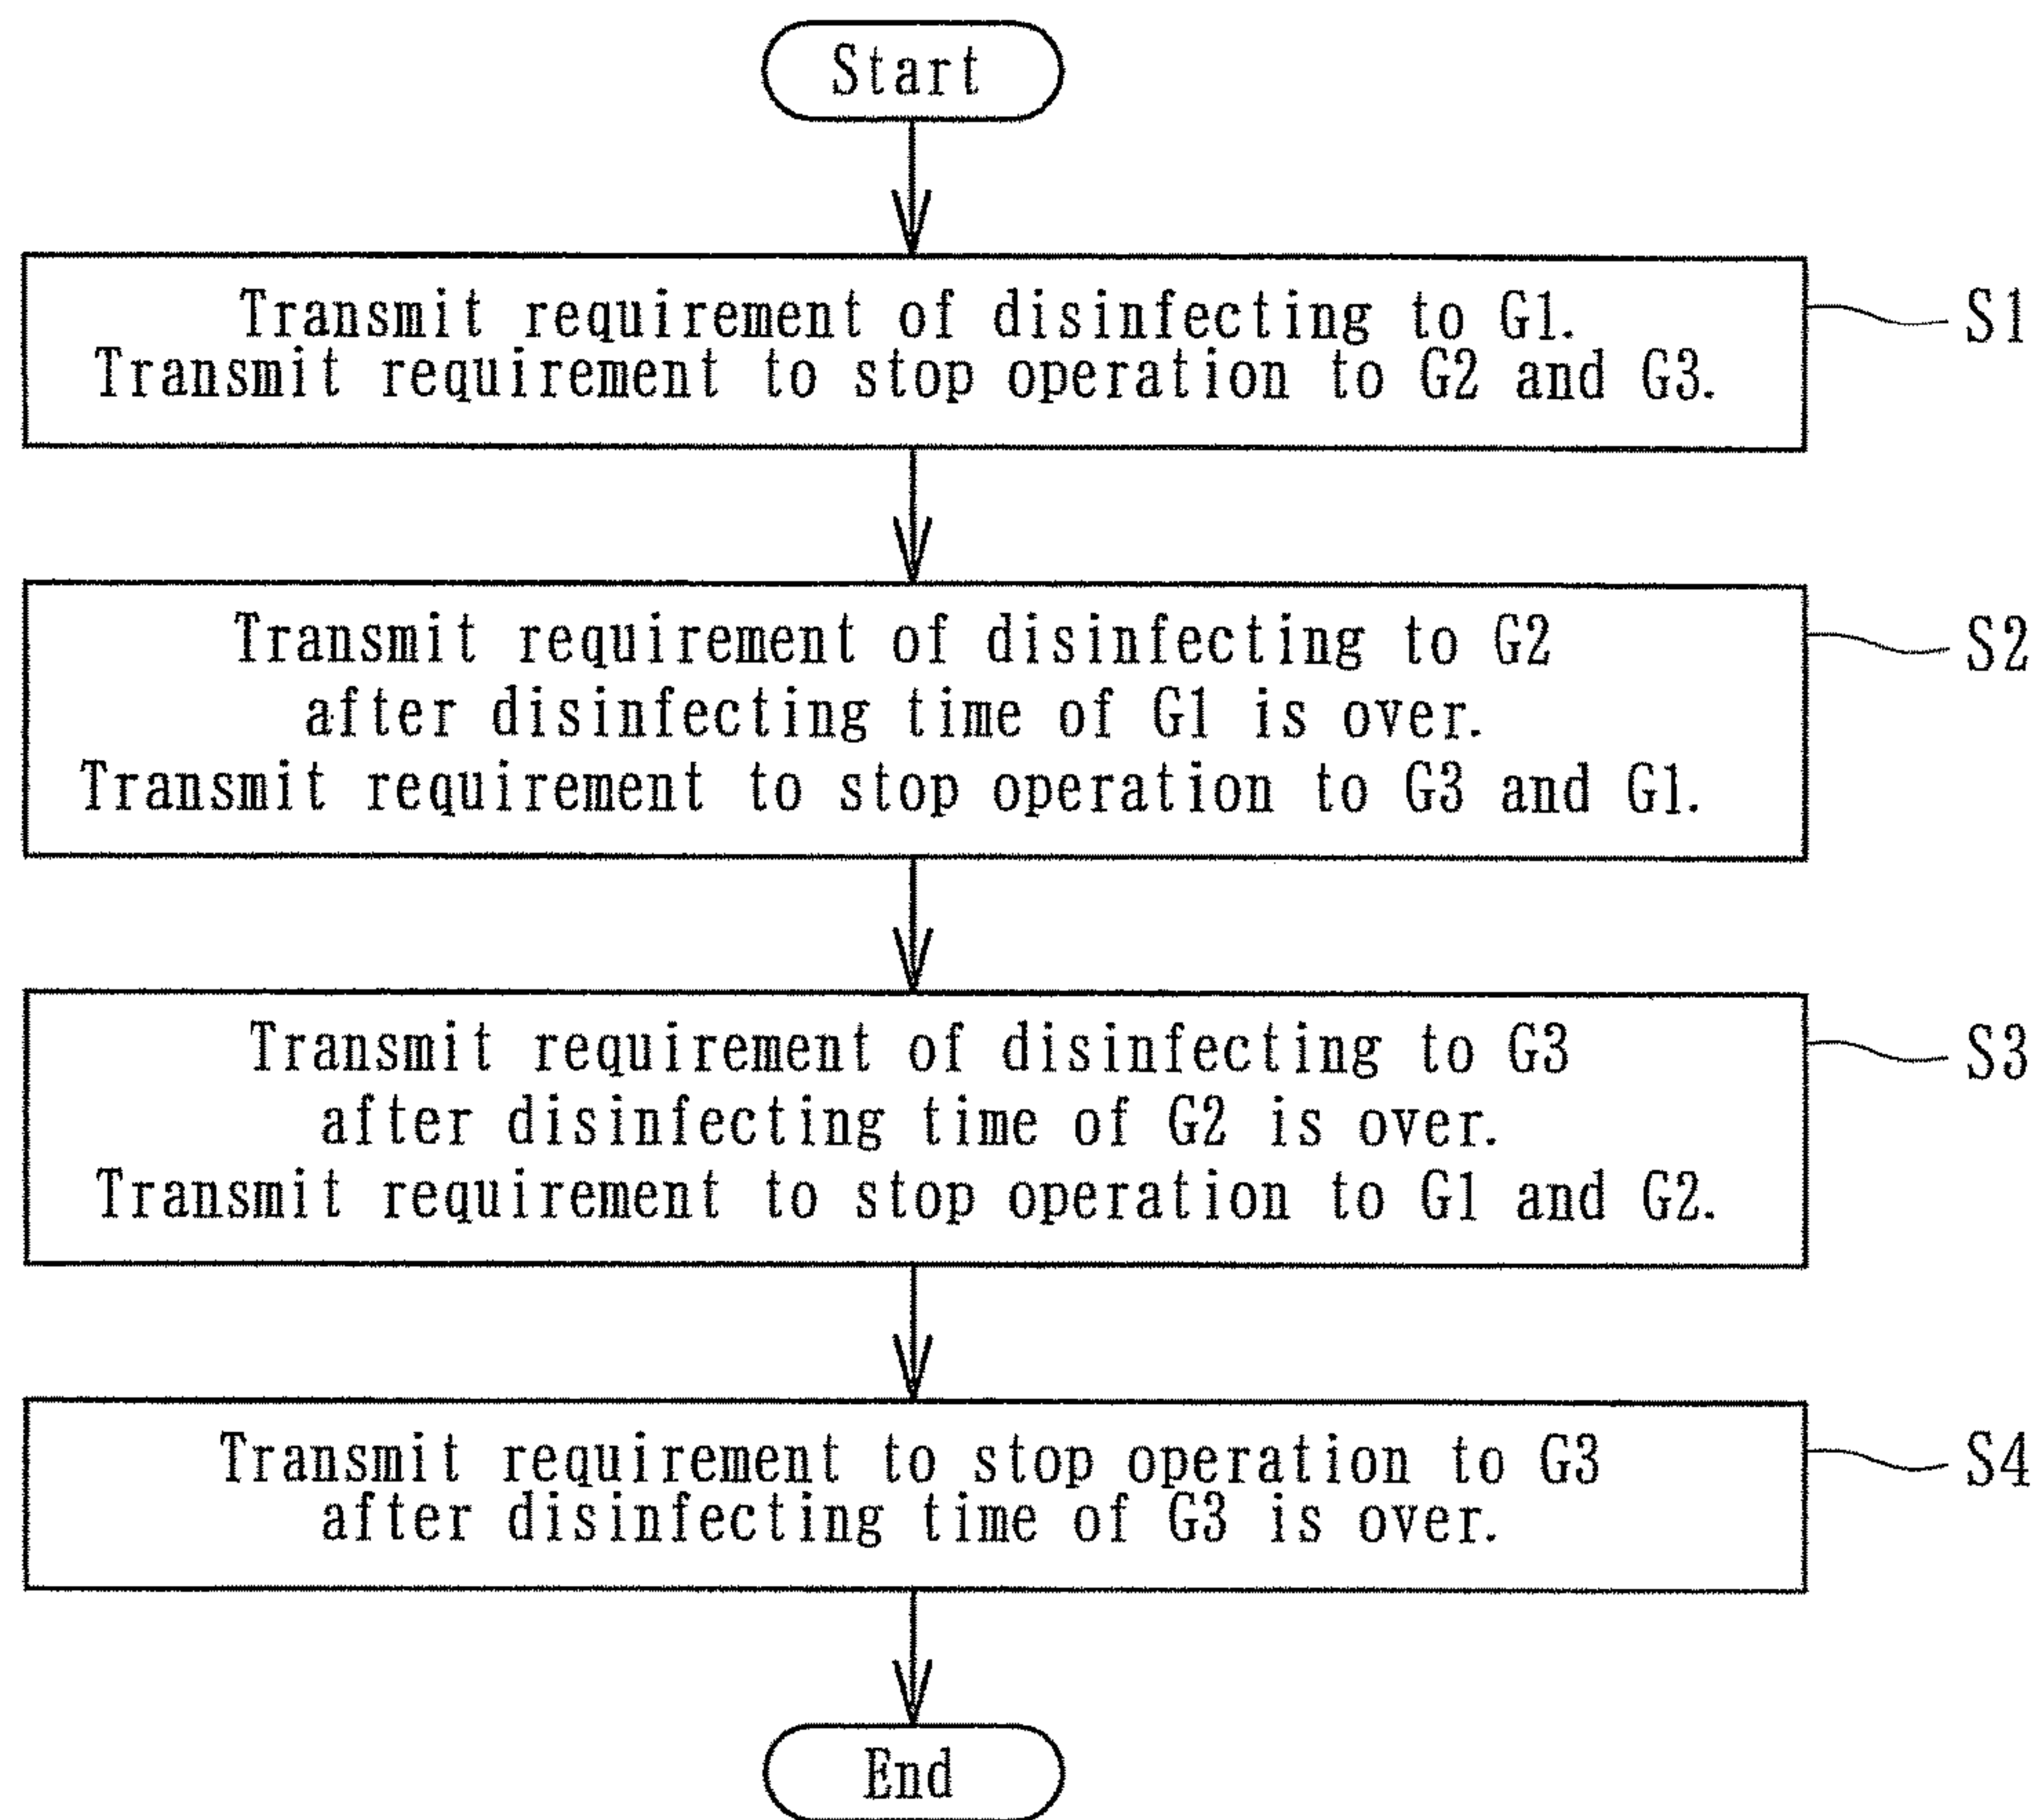 Start
Transmit requirement of disinfecting to G1.
Transmit requirement to stop operation to G2 and G3.
S1
Transmit requirement of disinfecting to G2
after disinfecting time of G1 is over.
Transmit requirement to stop operation to G3 and G1.
S2
Transmit requirement of disinfecting to G3
after disinfecting time of G2 is over.
Transmit requirement to stop operation to G1 and G2.
S3
Transmit requirement to stop operation to G3
after disinfecting time of G3 is over.
S4
End